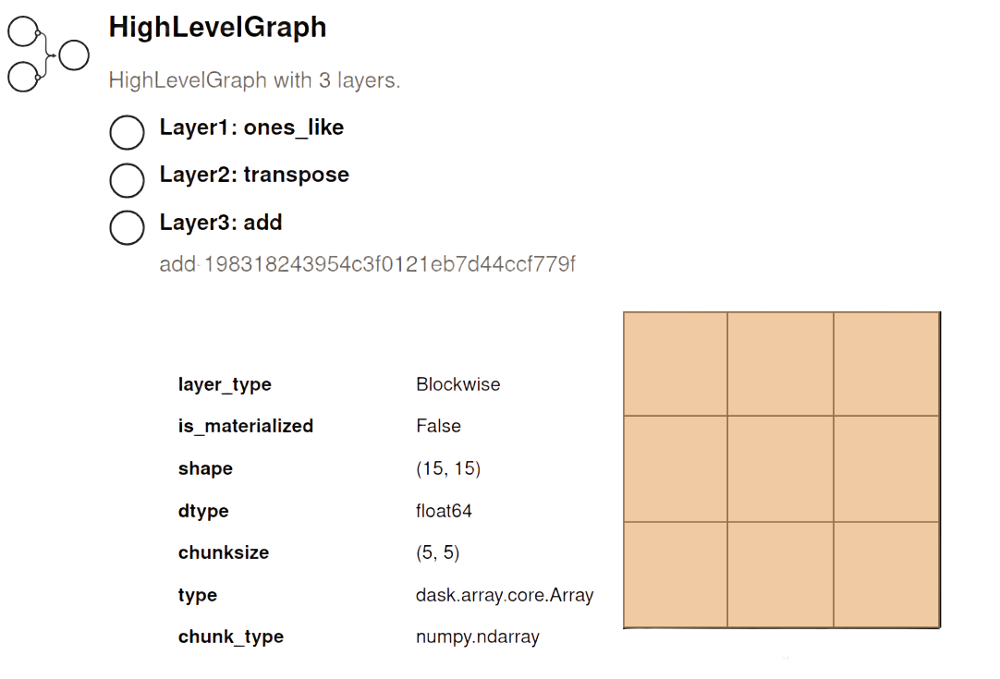 HighLevelGraph
HighLevelGraph with 3 layers.
Layer1: ones_like
Layer2: transpose
Layer3: add
add-198318243954c3f0121eb7d44ccf779f
layer_type Blockwise
is_materialized False
shape (15, 15)
dtype float64
chunksize (5, 5)
type dask.array.core.Array
chunk_type numpy.ndarray